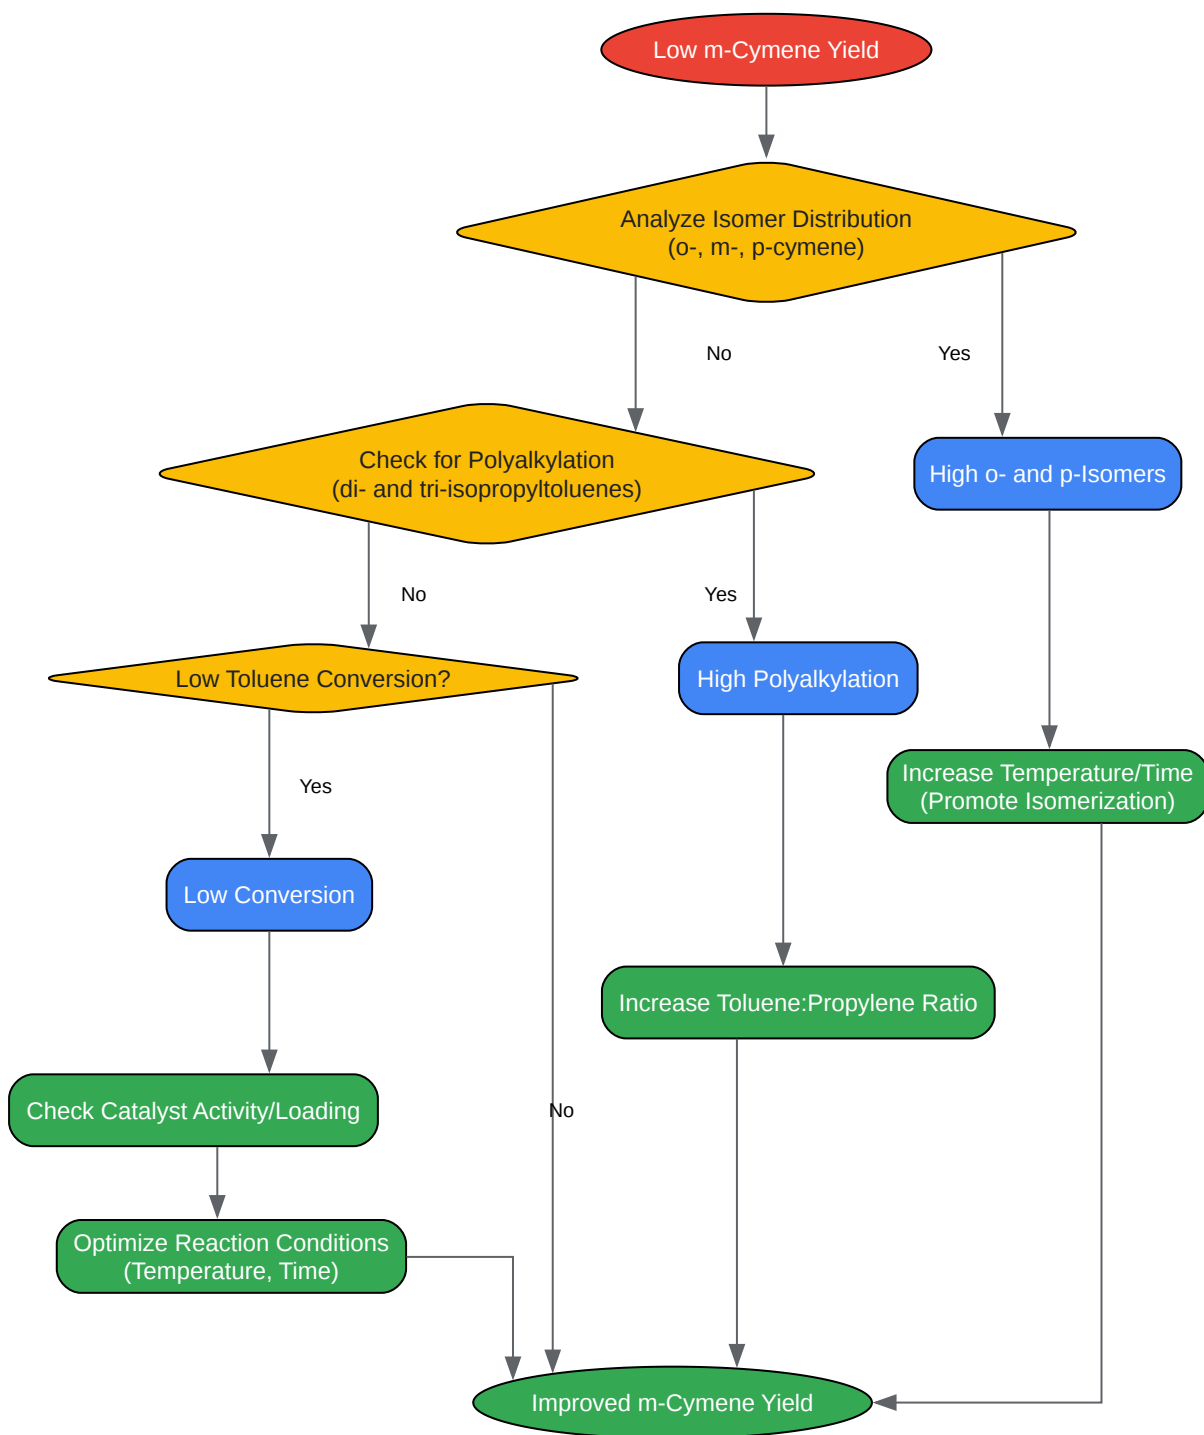 Low m-Cymene Yield
Analyze Isomer Distribution
(o-, m-, p-cymene)
No
Yes
Check for Polyalkylation
(di- and tri-isopropyltoluenes)
High o- and p-Isomers
No
Yes
Low Toluene Conversion?
High Polyalkylation
Yes
Increase Temperature/Time
(Promote Isomerization)
Low Conversion
Increase Toluene:Propylene Ratio
Check Catalyst Activity/Loading
No
Optimize Reaction Conditions
(Temperature, Time)
Improved m-Cymene Yield